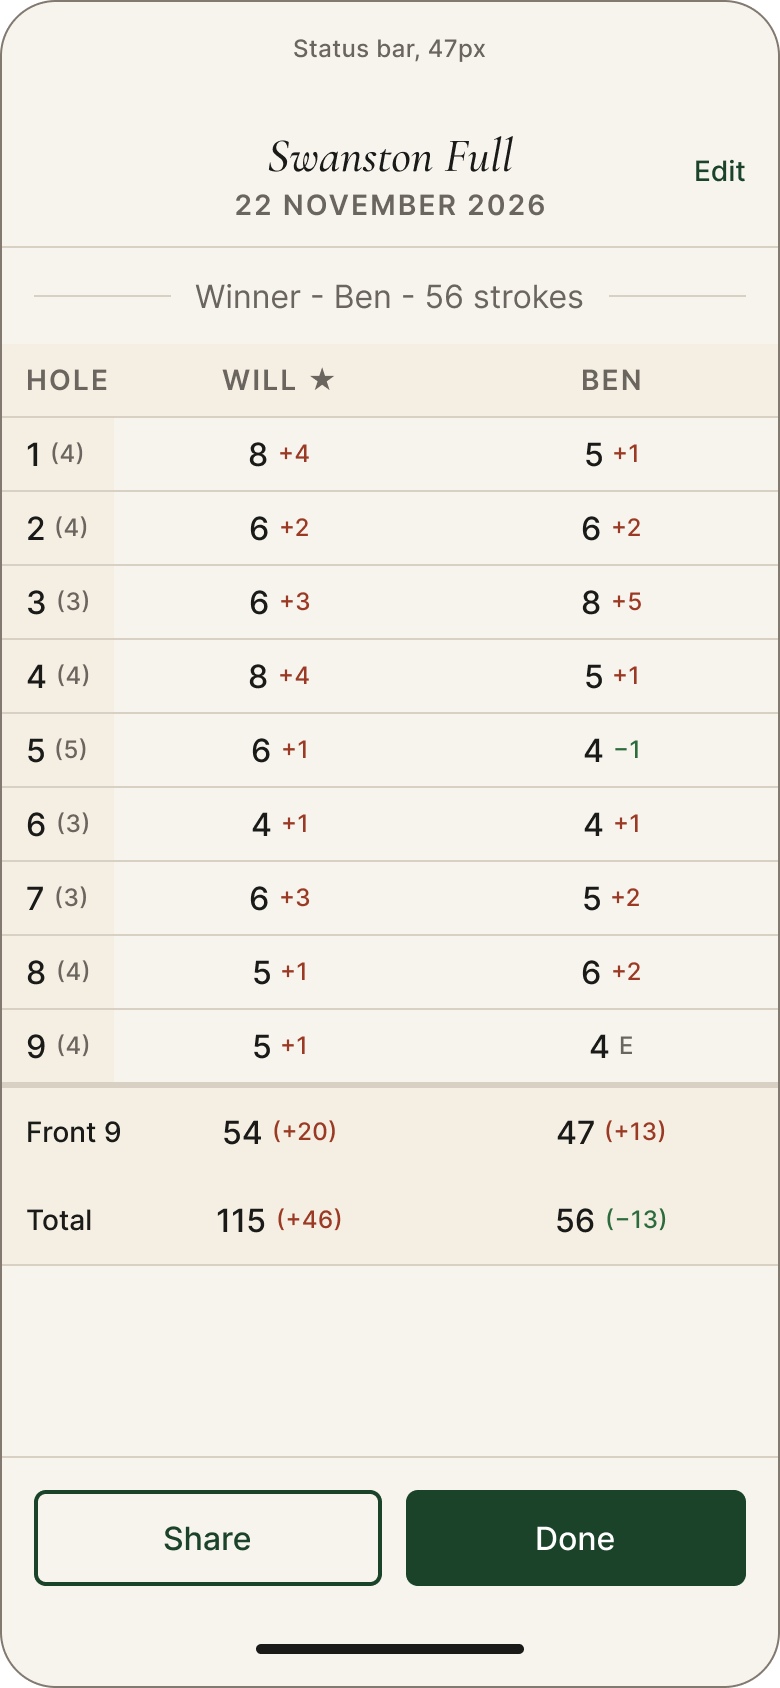 Status bar, 47px
Swanston Full
22 NOVEMBER 2026
Edit
Winner - Ben - 56 strokes
HOLE WILL ★ BEN
1 (4) 8 +4 5 +1
2 (4) 6 +2 6 +2
3 (3) 6 +3 8 +5
4 (4) 8 +4 5 +1
5 (5) 6 +1 4 −1
6 (3) 4 +1 4 +1
7 (3) 6 +3 5 +2
8 (4) 5 +1 6 +2
9 (4) 5 +1 4 E
Front 9 54 (+20) 47 (+13)
Total 115 (+46) 56 (−13)
Share Done